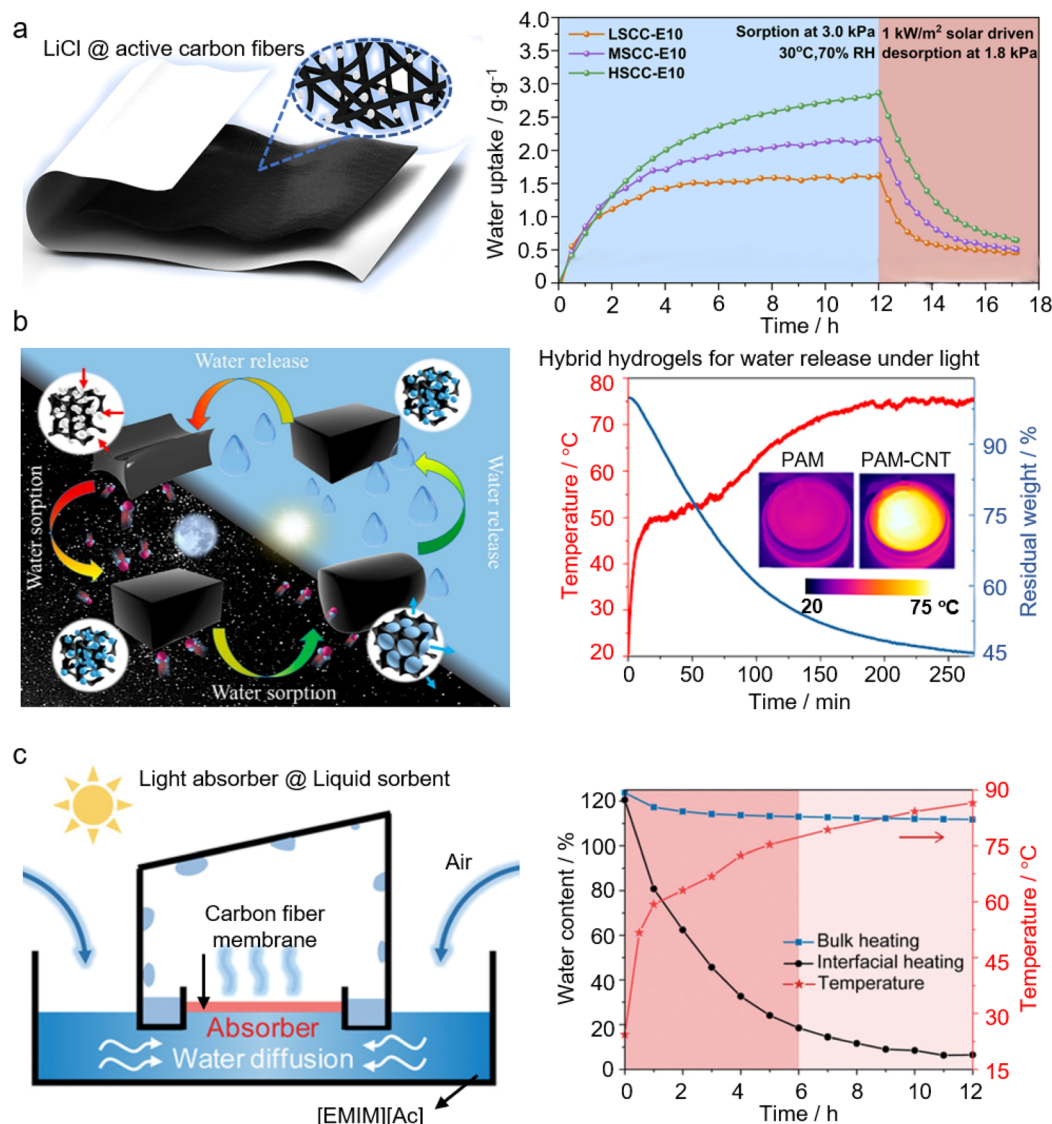 a
LiCl @ active carbon fibers
LSCC-E10
MSCC-E10
HSCC-E10
Sorption at 3.0 kPa
30°C,70% RH
1 kW/m² solar driven
desorption at 1.8 kPa
Water uptake / g·g⁻¹
4.0
3.5
3.0
2.5
2.0
1.5
1.0
0.5
0
0 2 4 6 8 10 12 14 16 18
Time / h
b
Water release
Water release
Water sorption
Water sorption
Hybrid hydrogels for water release under light
Temperature / °C
80
70
60
50
40
30
20
PAM
PAM-CNT
20
75 °C
Residual weight / %
90
75
60
45
0 50 100 150 200 250
Time / min
c
Light absorber @ Liquid sorbent
Air
Carbon fiber
membrane
Absorber
Water diffusion
[EMIM][Ac]
Water content / %
120
100
80
60
40
20
0
Bulk heating
Interfacial heating
Temperature
Temperature / °C
90
75
60
45
30
15
0 2 4 6 8 10 12
Time / h